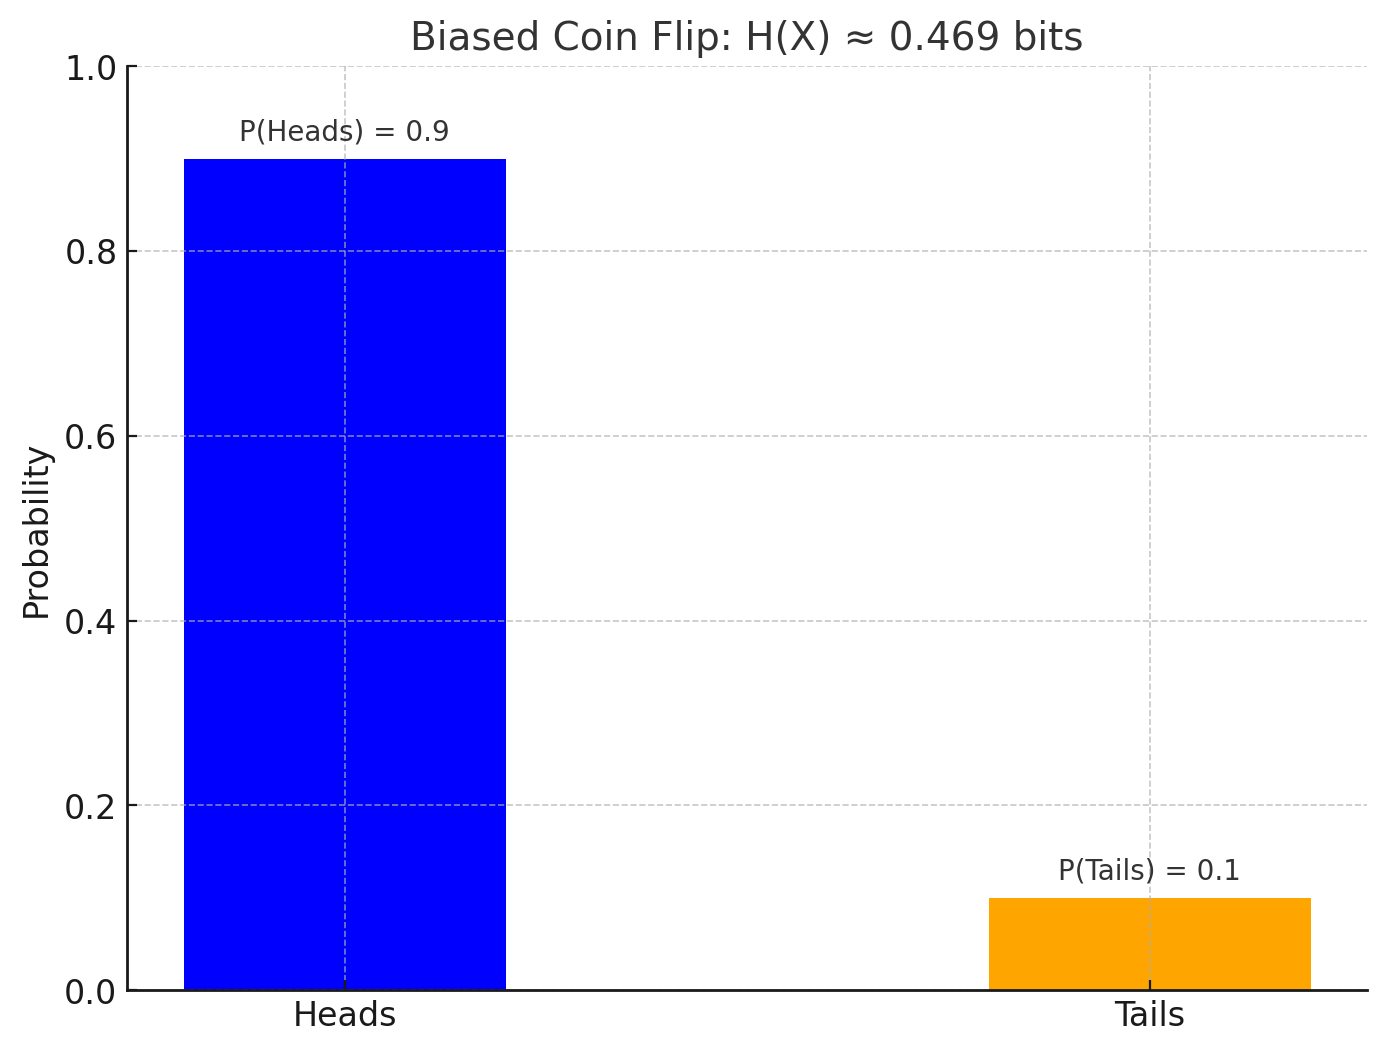 Biased Coin Flip: H(X) ≈ 0.469 bits
1.0
P(Heads) = 0.9
0.8
0.6
Probability
0.4
0.2
P(Tails) = 0.1
0.0
Heads
Tails